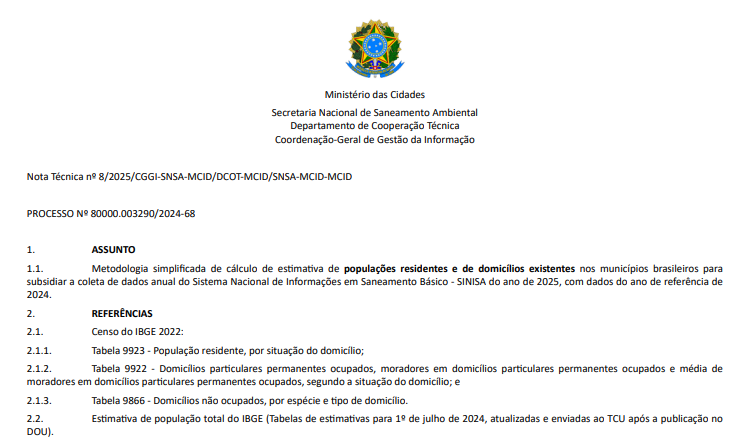 Ministério das Cidades
Secretaria Nacional de Saneamento Ambiental
Departamento de Cooperação Técnica
Coordenação-Geral de Gestão da Informação
Nota Técnica nº 8/2025/CGGI-SNSA-MCID/DCOT-MCID/SNSA-MCID-MCID
PROCESSO Nº 80000.003290/2024-68
1. ASSUNTO
1.1. Metodologia simplificada de cálculo de estimativa de populações residentes e de domicílios existentes nos municípios brasileiros para
subsidiar a coleta de dados anual do Sistema Nacional de Informações em Saneamento Básico - SINISA do ano de 2025, com dados do ano de referência de
2024.
2. REFERÊNCIAS
2.1. Censo do IBGE 2022:
2.1.1. Tabela 9923 - População residente, por situação do domicílio;
2.1.2. Tabela 9922 - Domicílios particulares permanentes ocupados, moradores em domicílios particulares permanentes ocupados e média de
moradores em domicílios particulares permanentes ocupados, segundo a situação do domicílio; e
2.1.3. Tabela 9866 - Domicílios não ocupados, por espécie e tipo de domicílio.
2.2. Estimativa de população total do IBGE (Tabelas de estimativas para 1º de julho de 2024, atualizadas e enviadas ao TCU após a publicação no
DOU).